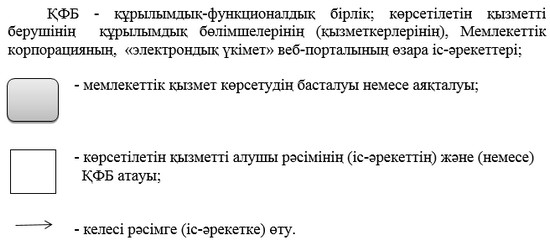 ҚФБ - құрылымдық-функционалдық бірлік; көрсетілетін қызметті
берушінің құрылымдық бөлімшелерінің (қызметкерлерінің), Мемлекеттік
корпорацияның, «электрондық үкімет» веб-порталының өзара іс-әрекеттері;
- мемлекеттік қызмет көрсетудің басталуы немесе аяқталуы;
- көрсетілетін қызметті алушы рәсімінің (іс-әрекеттін) және (немесе)
ҚФБ атауы;
- келесі рәсімге (іс-әрекетке) өту.